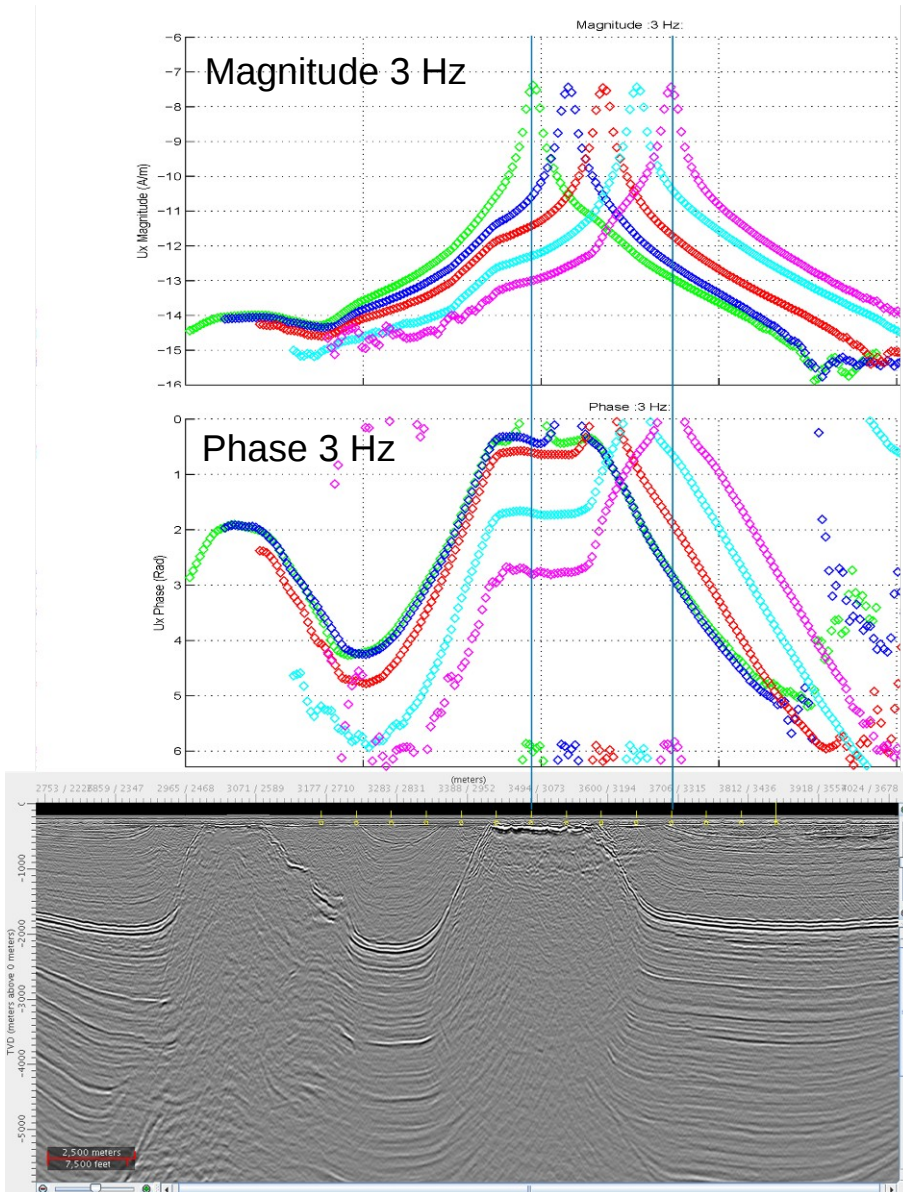 Magnitude :3 Hz:
Magnitude 3 Hz
Ux Magnitude (A/m)
−6
−7
−8
−9
−10
−11
−12
−13
−14
−15
−16
Phase :3 Hz:
Phase 3 Hz
Ux Phase (Rad)
0
1
2
3
4
5
6
(meters)
2753 / 2228 2859 / 2347 2965 / 2468 3071 / 2589 3177 / 2710 3283 / 2831 3388 / 2952 3494 3073 3600 / 3194 3706 3315 3812 / 3436 3918 / 355 4024 / 3678
TVD (meters above 0 meters)
0
-1000
-2000
-3000
-4000
-5000
2,500 meters
7,500 feet